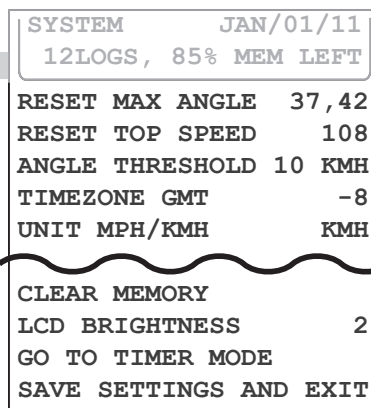 SYSTEM JAN/01/11
12LOGS, 85% MEM LEFT
RESET MAX ANGLE 37,42
RESET TOP SPEED 108
ANGLE THRESHOLD 10 KMH
TIMEZONE GMT -8
UNIT MPH/KMH KMH
CLEAR MEMORY
LCD BRIGHTNESS 2
GO TO TIMER MODE
SAVE SETTINGS AND EXIT